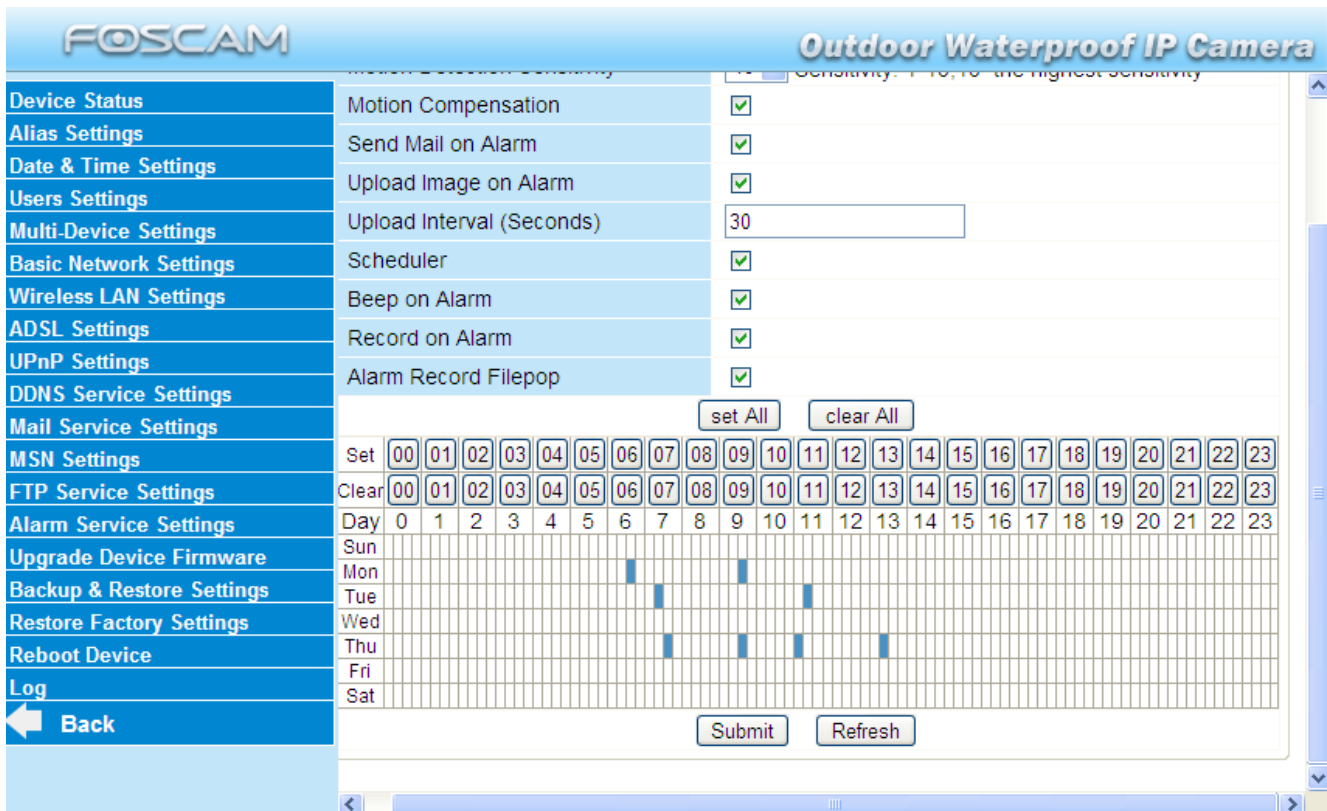 FOSCAM
Outdoor Waterproof IP Camera
Device Status
Alias Settings
Date & Time Settings
Users Settings
Multi-Device Settings
Basic Network Settings
Wireless LAN Settings
ADSL Settings
UPnP Settings
DDNS Service Settings
Mail Service Settings
MSN Settings
FTP Service Settings
Alarm Service Settings
Upgrade Device Firmware
Backup & Restore Settings
Restore Factory Settings
Reboot Device
Log
Back
Motion Detection Sensitivity
Motion Compensation
Send Mail on Alarm
Upload Image on Alarm
Upload Interval (Seconds) 30
Scheduler
Beep on Alarm
Record on Alarm
Alarm Record Filepop
set All clear All
Set 00 01 02 03 04 05 06 07 08 09 10 11 12 13 14 15 16 17 18 19 20 21 22 23
Clear 00 01 02 03 04 05 06 07 08 09 10 11 12 13 14 15 16 17 18 19 20 21 22 23
Day 0 1 2 3 4 5 6 7 8 9 10 11 12 13 14 15 16 17 18 19 20 21 22 23
Sun
Mon
Tue
Wed
Thu
Fri
Sat
Submit Refresh